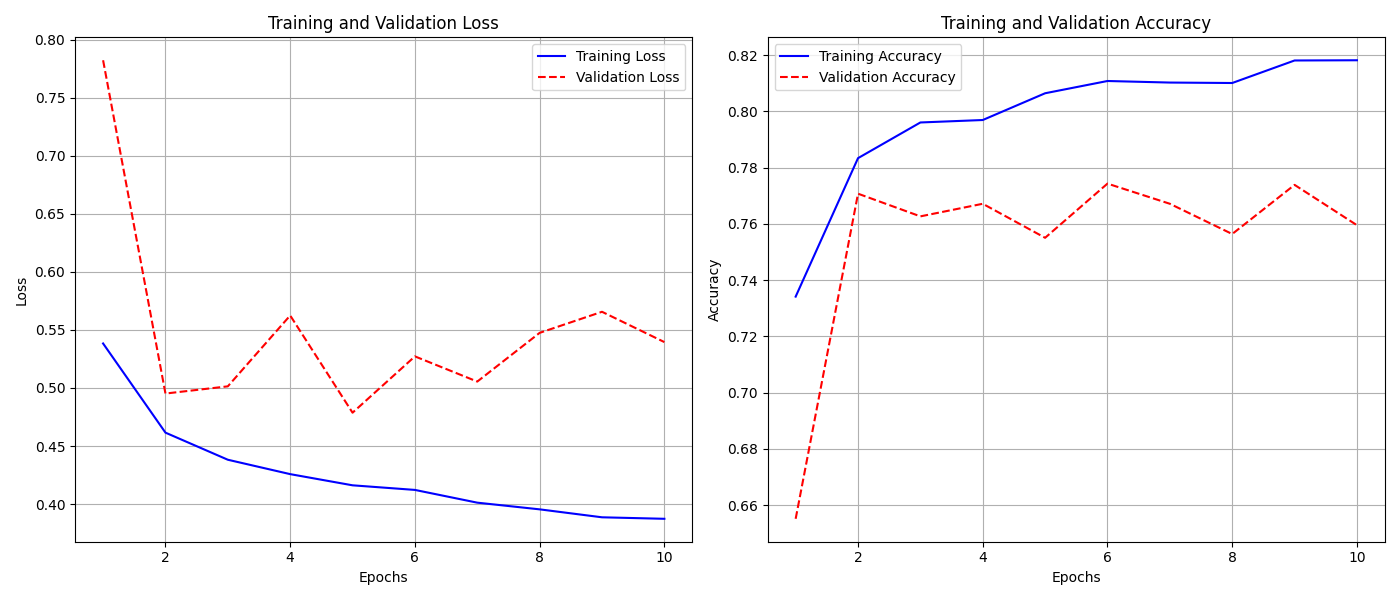 Training and Validation Loss
Training Loss
Validation Loss
0.80
0.75
0.70
0.65
0.60
0.55
0.50
0.45
0.40
Loss
2 4 6 8 10
Epochs
Training and Validation Accuracy
Training Accuracy
Validation Accuracy
0.82
0.80
0.78
0.76
0.74
0.72
0.70
0.68
0.66
Accuracy
2 4 6 8 10
Epochs